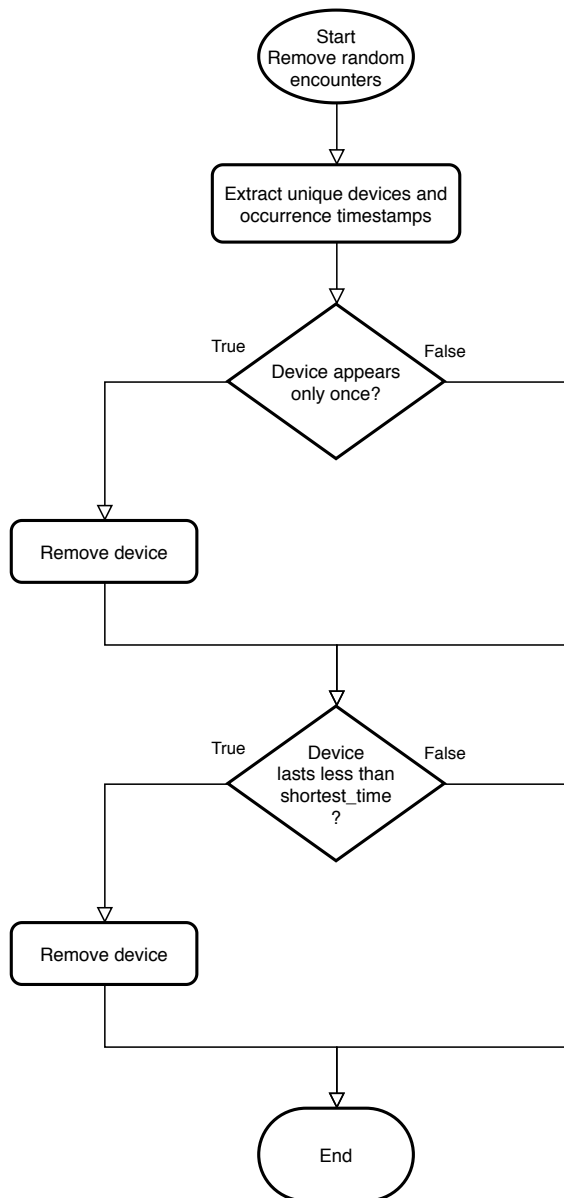 Start
Remove random
encounters
Extract unique devices and
occurrence timestamps
True
False
Device appears
only once?
Remove device
True
False
Device
lasts less than
shortest_time
?
Remove device
End